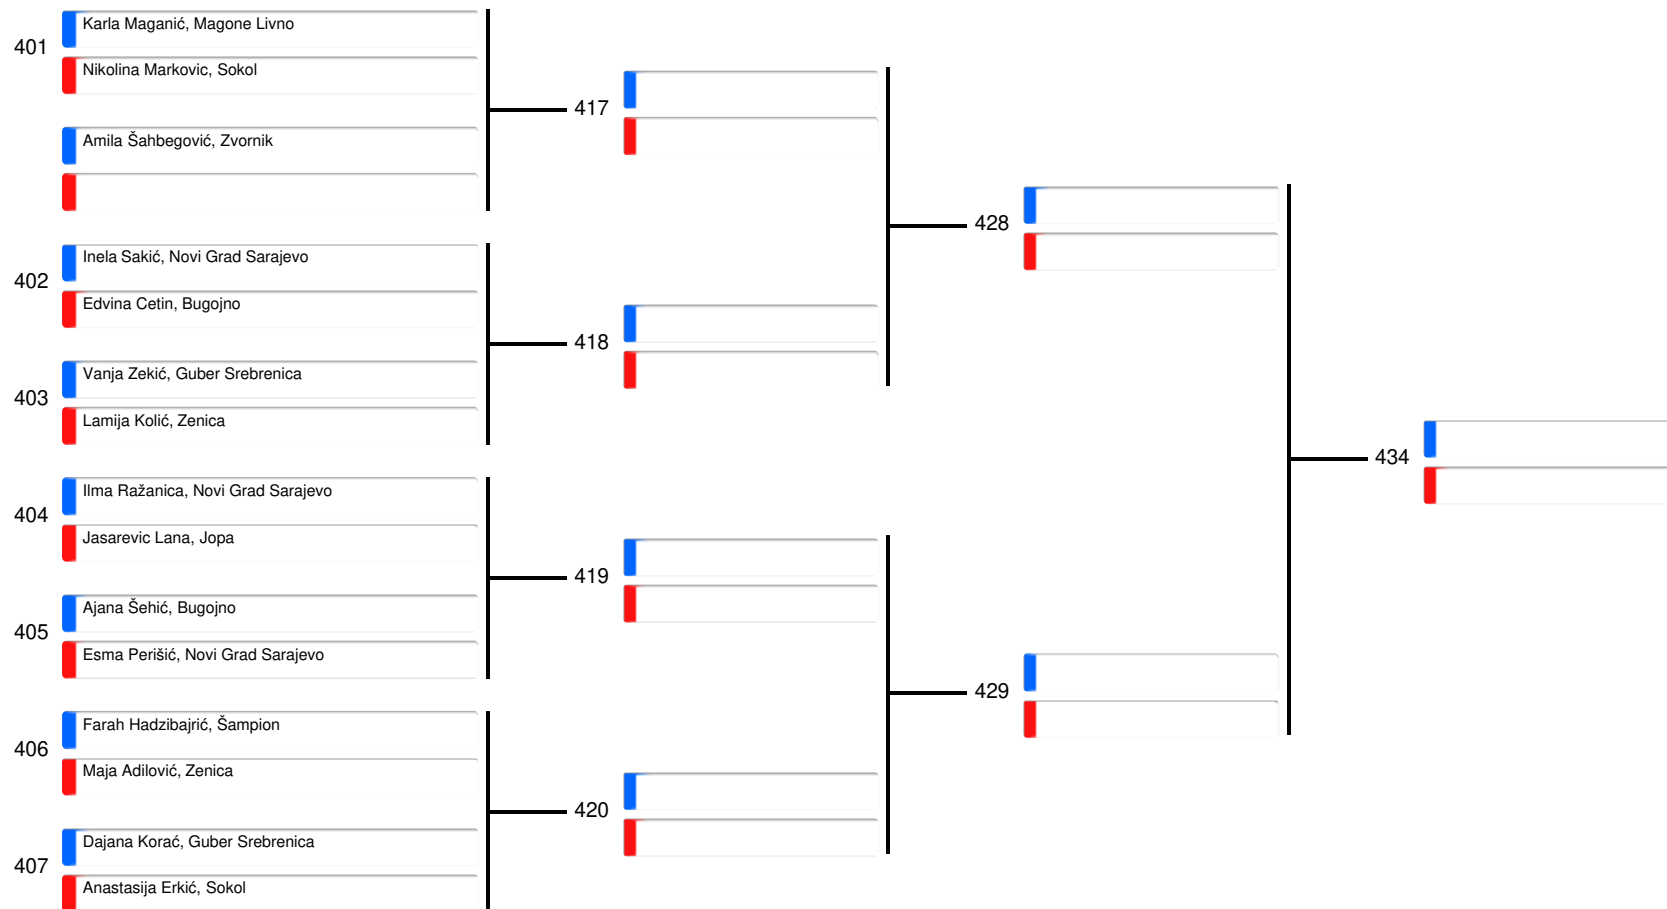 Karla Maganić, Magone Livno
401
Nikolina Markovic, Sokol
Amila Šahbegović, Zvornik
Inela Sakić, Novi Grad Sarajevo
402
Edvina Cetin, Bugojno
Vanja Zekić, Guber Srebrenica
403
Lamija Kolić, Zenica
Ilma Ražanica, Novi Grad Sarajevo
404
Jasarevic Lana, Jopa
Ajana Šehić, Bugojno
405
Esma Perišić, Novi Grad Sarajevo
Farah Hadzibajrić, Šampion
406
Maja Adilović, Zenica
Dajana Korać, Guber Srebrenica
407
Anastasija Erkić, Sokol
417
418
419
420
428
429
434